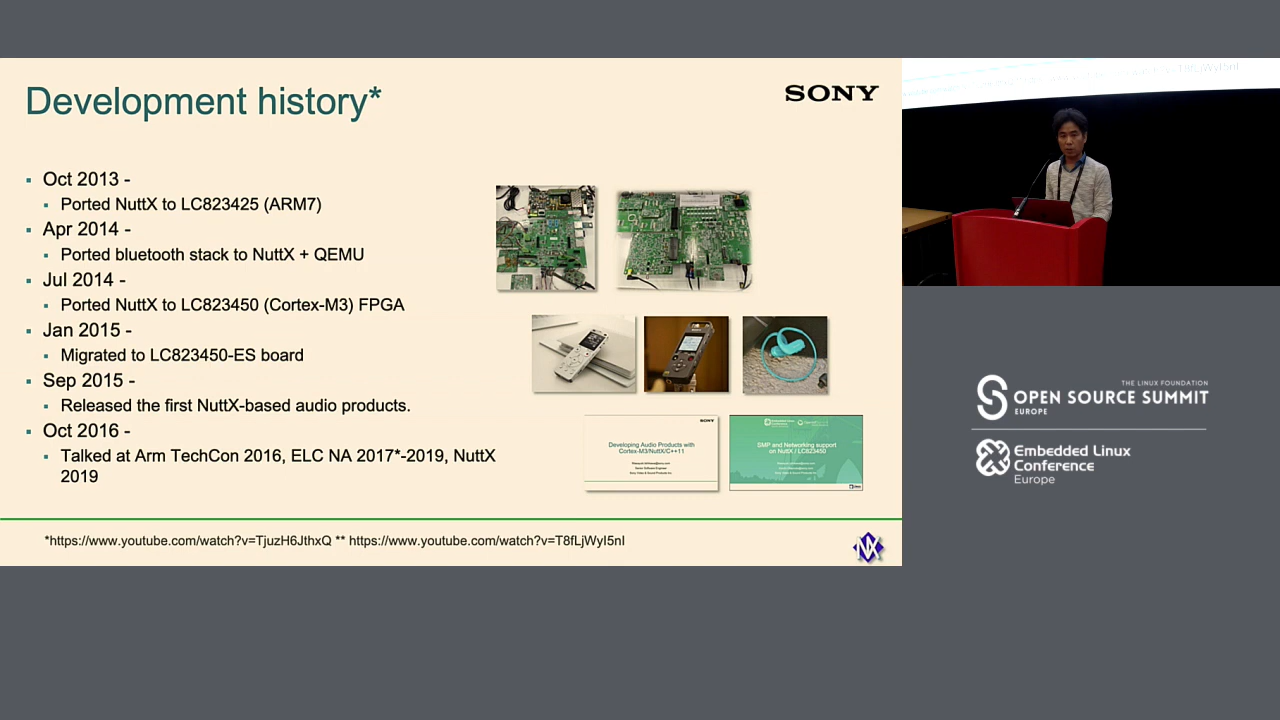 Development history*
SONY
Oct 2013 -
Ported NuttX to LC823425 (ARM7)
Apr 2014 -
Ported bluetooth stack to NuttX + QEMU
Jul 2014 -
Ported NuttX to LC823450 (Cortex-M3) FPGA
Jan 2015 -
Migrated to LC823450-ES board
Sep 2015 -
Released the first NuttX-based audio products.
Oct 2016 -
Talked at Arm TechCon 2016, ELC NA 2017*-2019, NuttX
2019
SONY
Developing Audio Products with
Cortex-M3/NuttX/C++11
SMP and Networking support
on NuttX / LC823450
*https://www.youtube.com/watch?v=TjuzH6JthxQ ** https://www.youtube.com/watch?v=T8fLjWyI5nI
NX
THE LINUX FOUNDATION
OPEN SOURCE SUMMIT
EUROPE
Embedded Linux
Conference
Europe